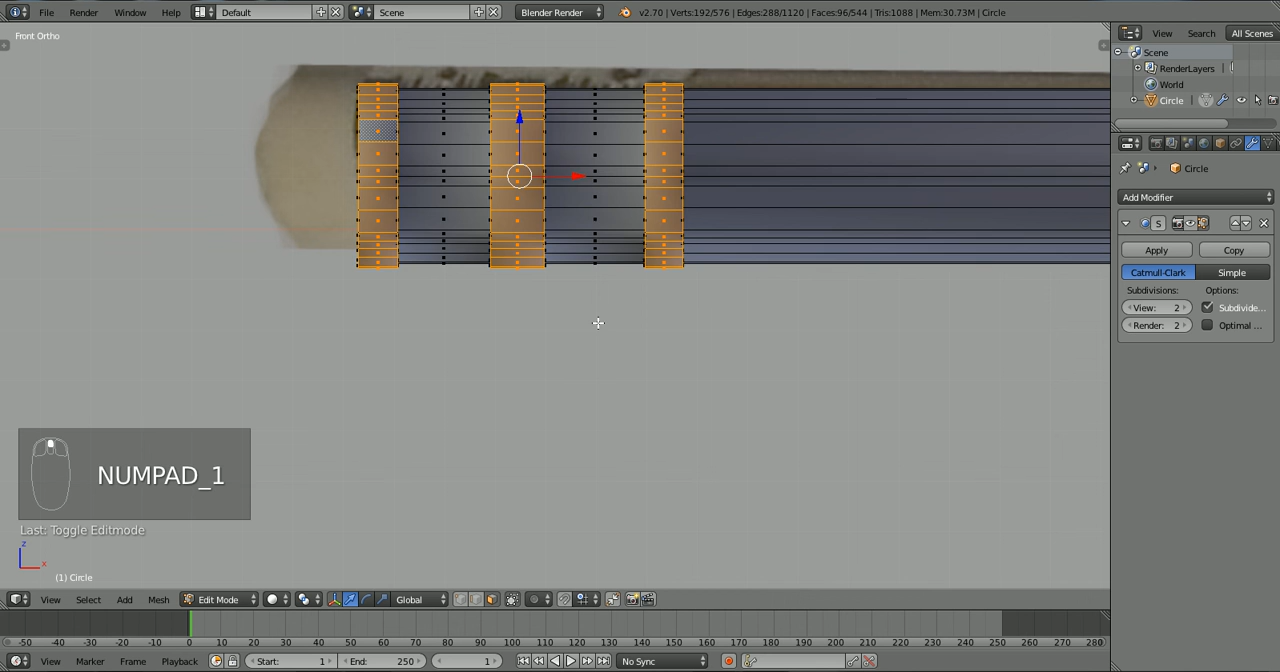 File Render Window Help Default Scene Blender Render v2.70 | Verts:192/576 | Edges:288/1120 | Faces:96/544 | Tris:1088 | Mem:30.73M | Circle
Front Ortho
View Search All Scenes
Scene
RenderLayers
World
Circle
Circle
Add Modifier
S
Apply Copy
Catmull-Clark Simple
Subdivisions: Options:
View: 2 Subdivide...
Render: 2 Optimal ...
NUMPAD_1
Last: Toggle Editmode
z
x
(1) Circle
View Select Add Mesh Edit Mode Global
-50 -40 -30 -20 -10 0 10 20 30 40 50 60 70 80 90 100 110 120 130 140 150 160 170 180 190 200 210 220 230 240 250 260 270 280
View Marker Frame Playback Start: 1 End: 250 1 No Sync